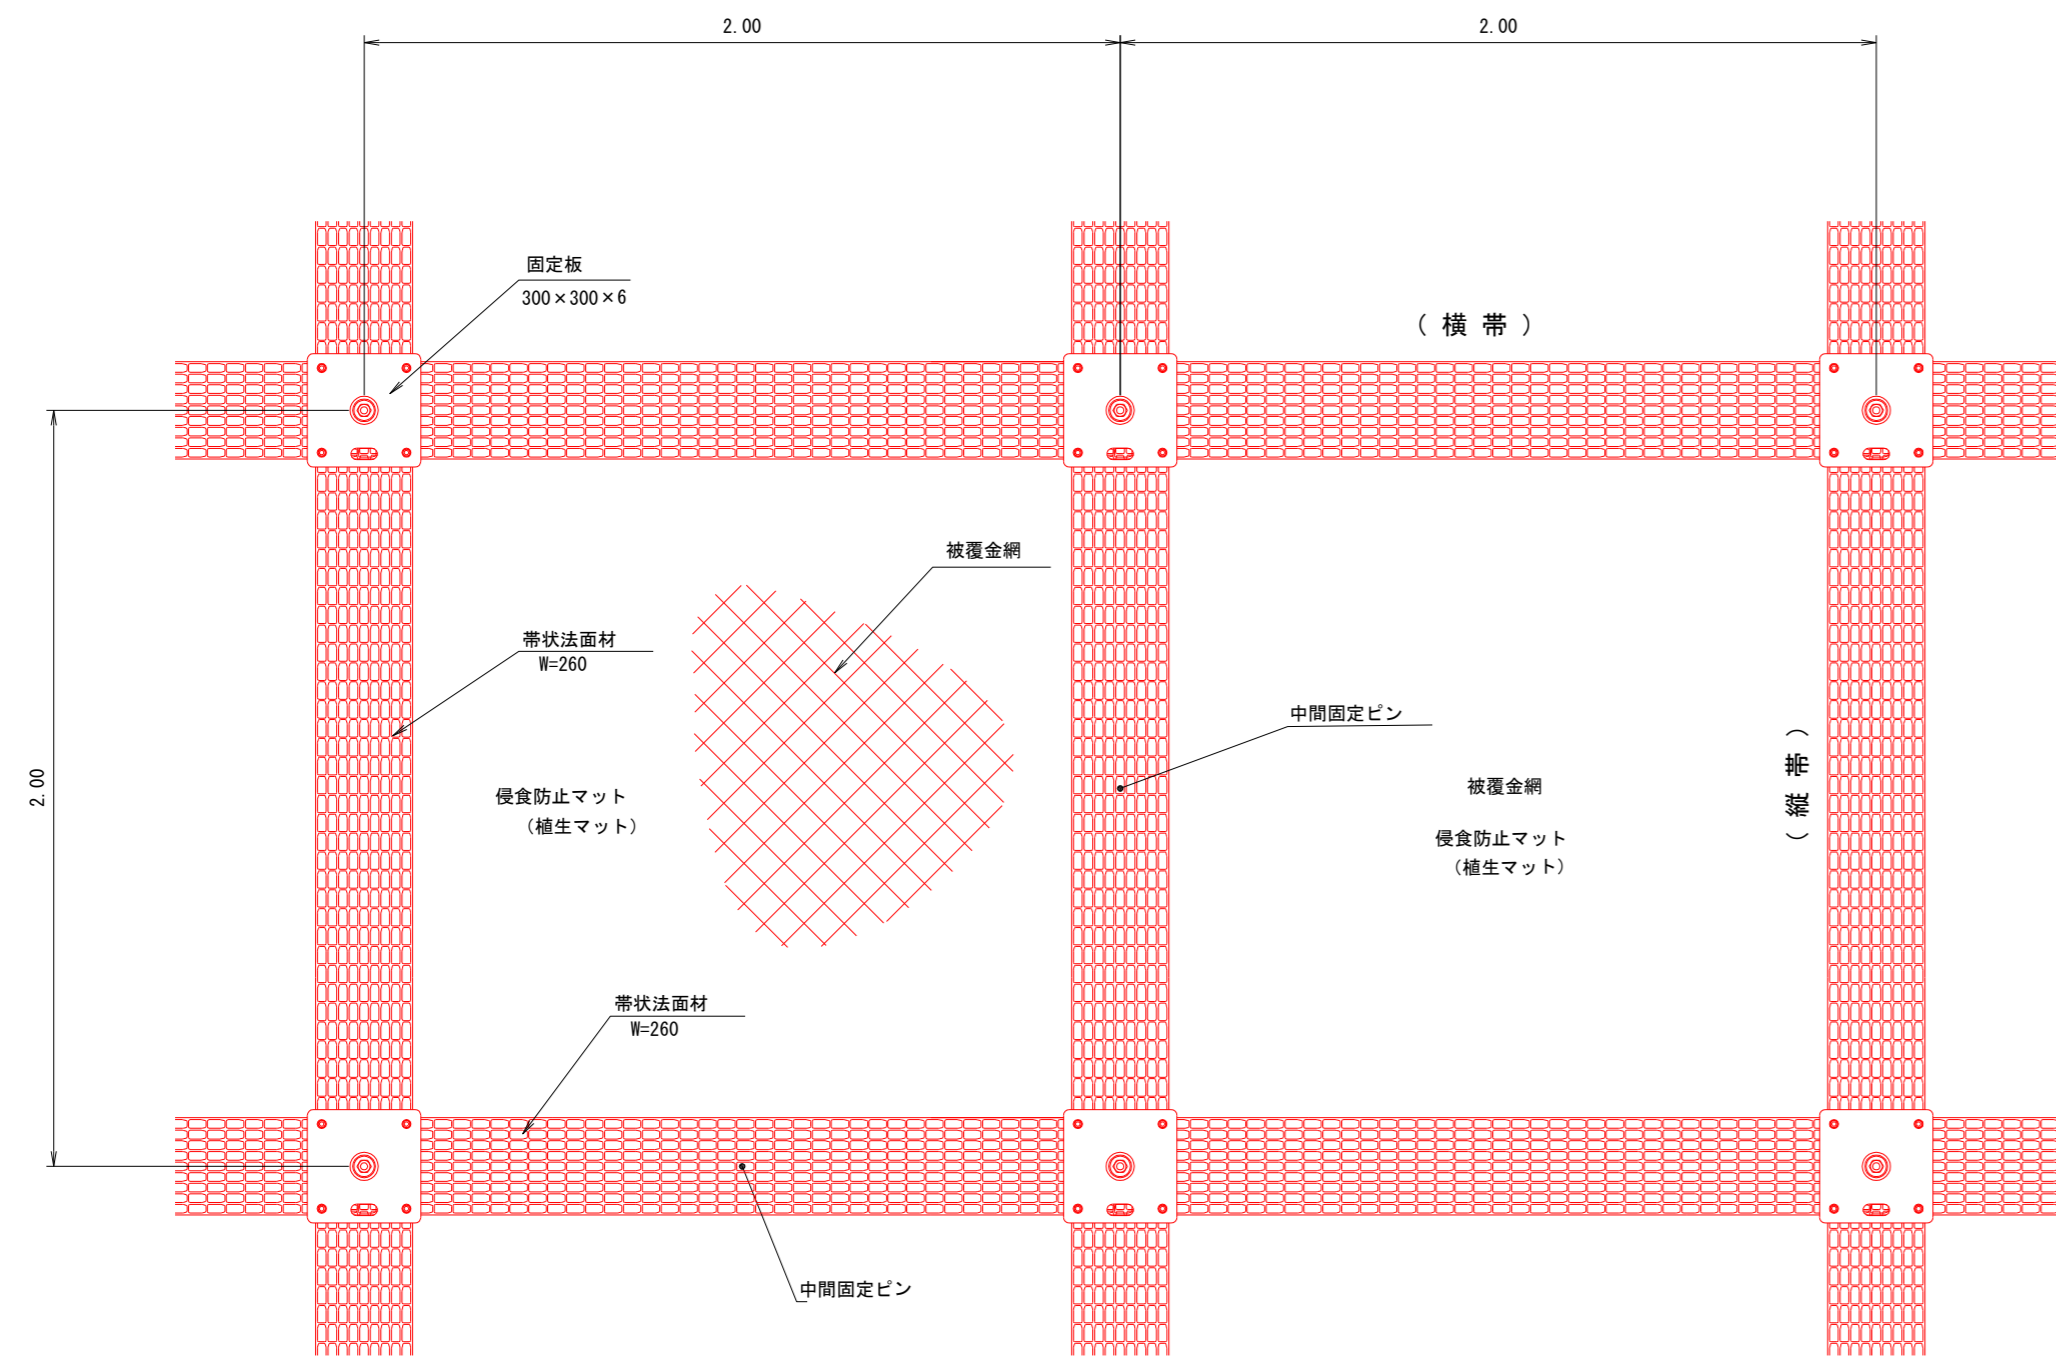 2.00
2.00
固定板
300×300×6
（横帯）
被覆金網
帯状法面材
W=260
中間固定ピン
2.00
（縦帯）
侵食防止マット
（植生マット）
被覆金網
侵食防止マット
（植生マット）
帯状法面材
W=260
中間固定ピン